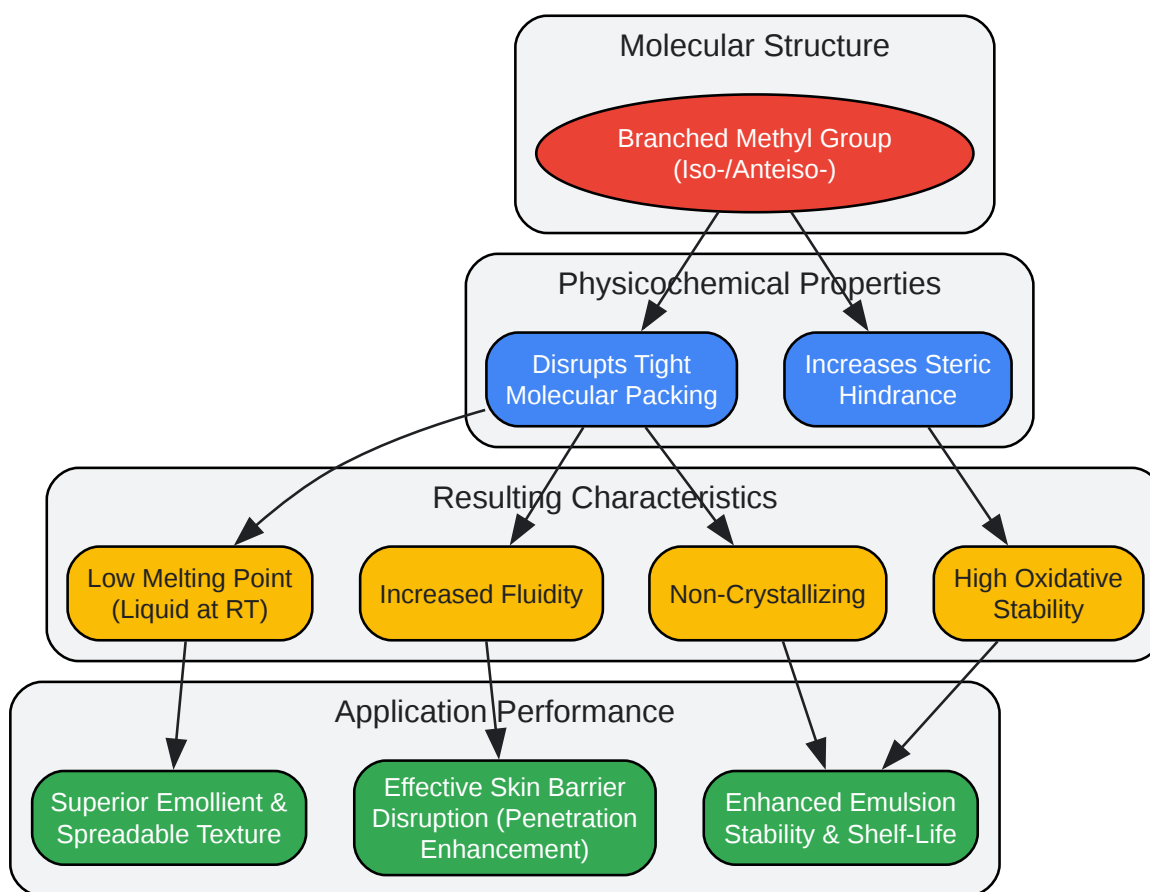 Molecular Structure
Branched Methyl Group
(Iso-/Anteiso-)
Physicochemical Properties
Disrupts Tight
Molecular Packing
Increases Steric
Hindrance
Resulting Characteristics
Low Melting Point
(Liquid at RT)
Increased Fluidity
Non-Crystallizing
High Oxidative
Stability
Application Performance
Superior Emollient &
Spreadable Texture
Effective Skin Barrier
Disruption (Penetration
Enhancement)
Enhanced Emulsion
Stability & Shelf-Life